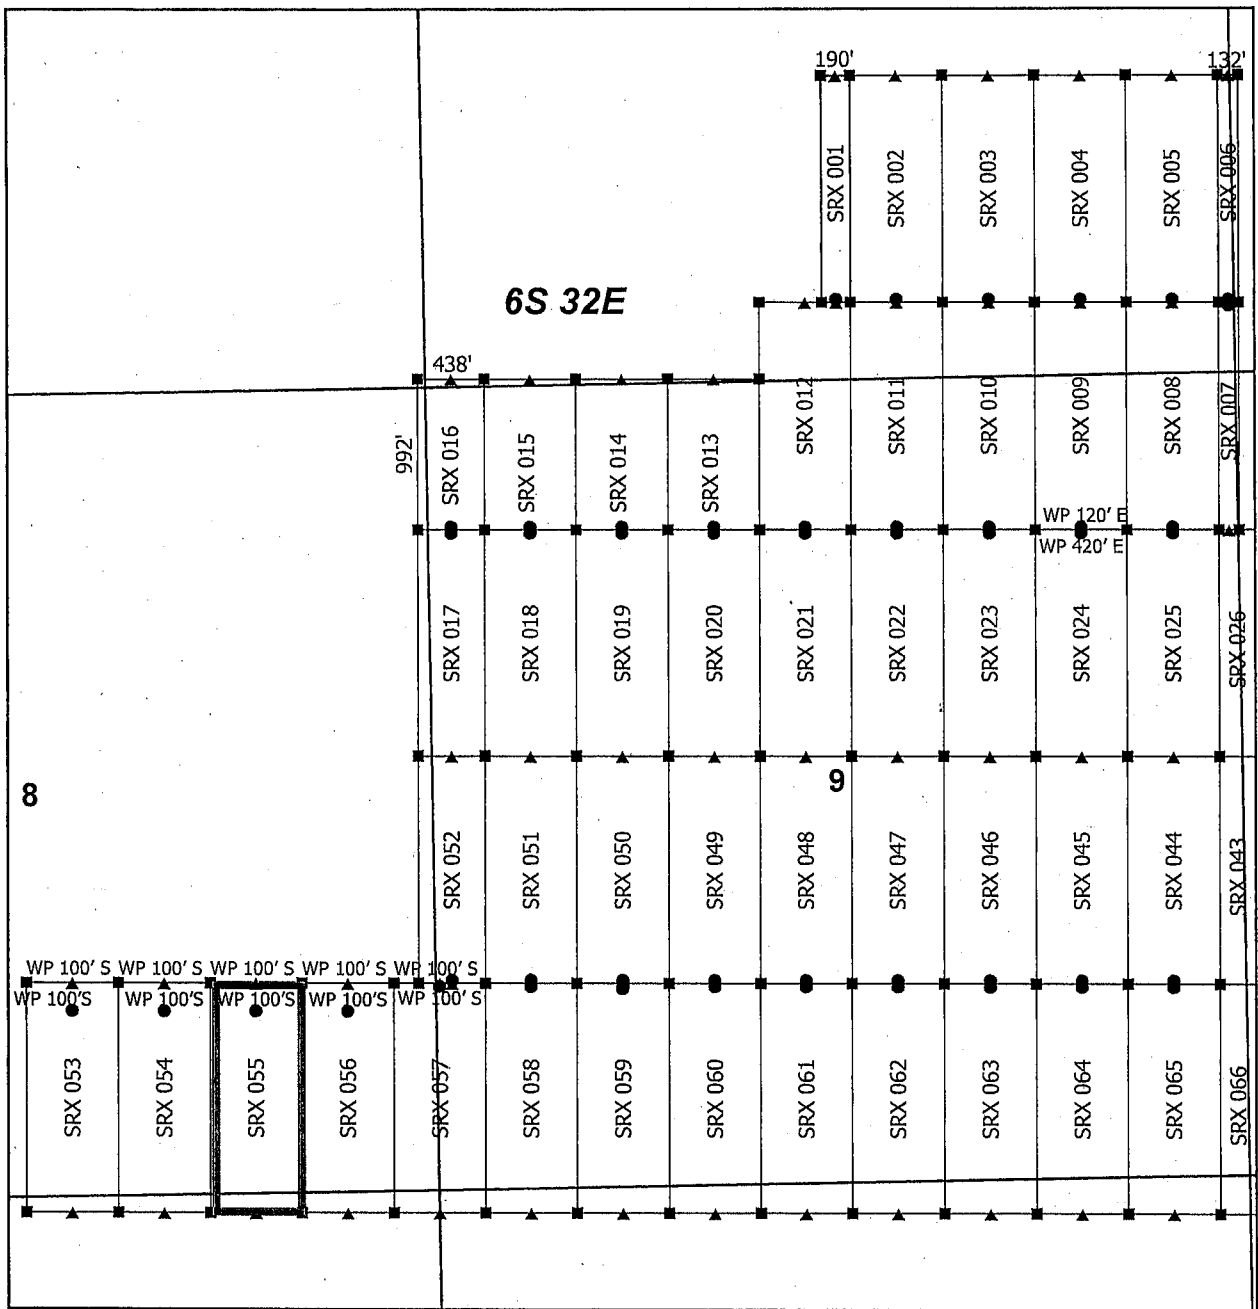 190' 132'
SRX 001 SRX 002 SRX 003 SRX 004 SRX 005 SRX 006
6S 32E
438'
992'
SRX 016 SRX 015 SRX 014 SRX 013 SRX 012 SRX 011 SRX 010 SRX 009 SRX 008 SRX 007
WP 120' E
WP 420' E
SRX 017 SRX 018 SRX 019 SRX 020 SRX 021 SRX 022 SRX 023 SRX 024 SRX 025 SRX 026
8 9
SRX 052 SRX 051 SRX 050 SRX 049 SRX 048 SRX 047 SRX 046 SRX 045 SRX 044 SRX 043
WP 100' S WP 100' S WP 100' S WP 100' S WP 100' S
WP 100'S WP 100'S WP 100'S WP 100'S WP 100' S
SRX 053 SRX 054 SRX 055 SRX 056 SRX 057 SRX 058 SRX 059 SRX 060 SRX 061 SRX 062 SRX 063 SRX 064 SRX 065 SRX 066